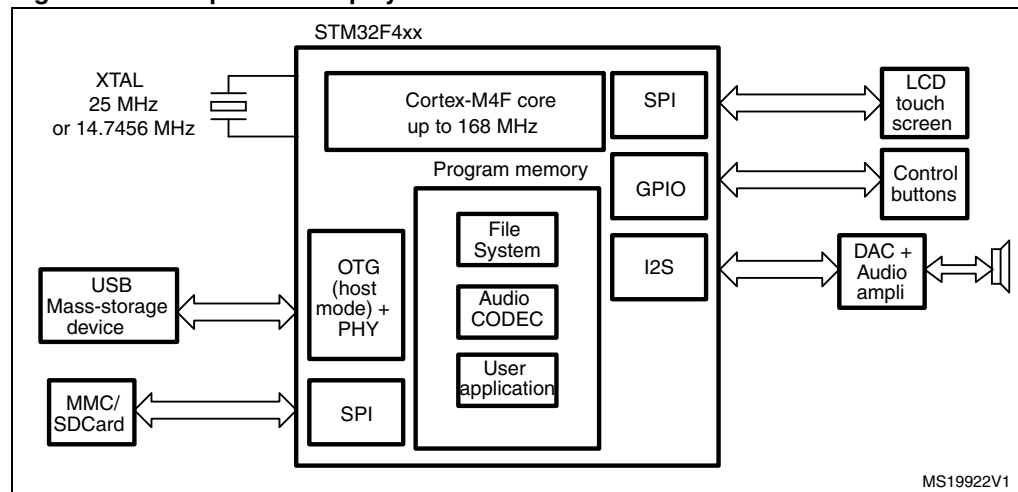 STM32F4xx
XTAL
25 MHz
or 14.7456 MHz
Cortex-M4F core
up to 168 MHz
SPI
LCD
touch
screen
Program memory
GPIO
Control
buttons
File
System
OTG
(host
mode) +
PHY
I2S
DAC +
Audio
ampli
USB
Mass-storage
device
Audio
CODEC
User
application
MMC/
SDCard
SPI
MS19922V1